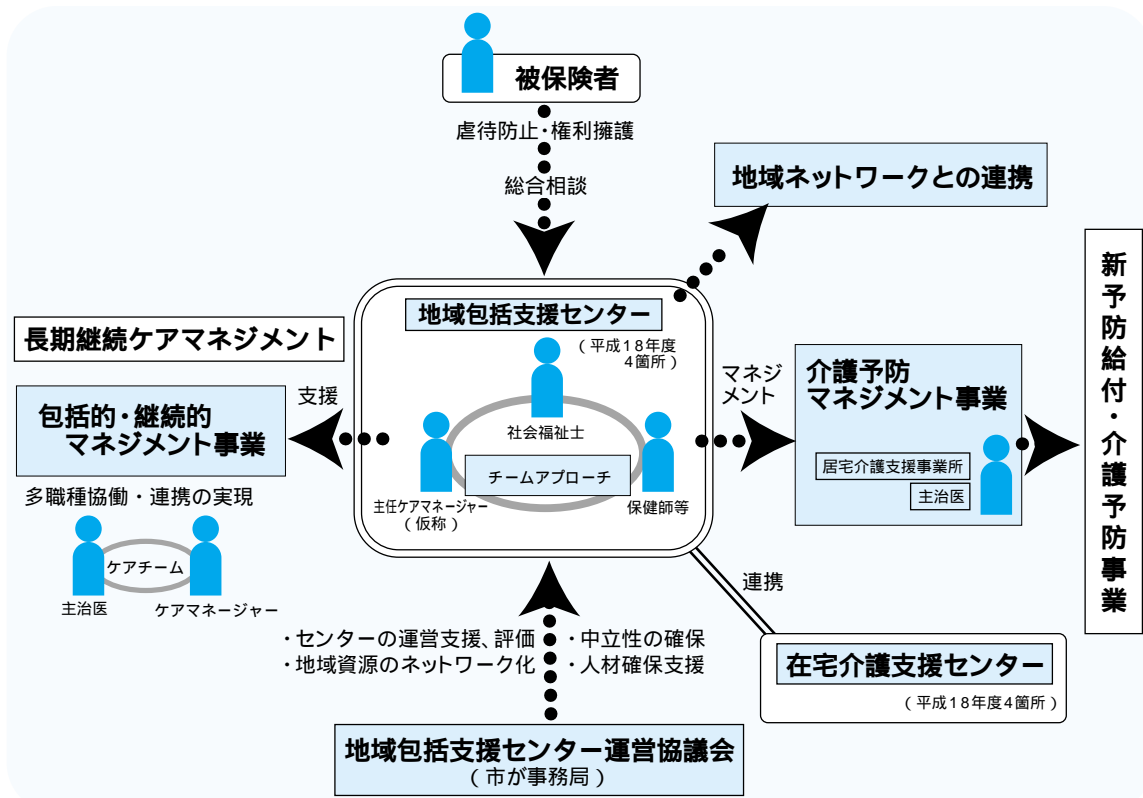 被保険者
虐待防止・権利擁護
総合相談
地域ネットワークとの連携
地域包括支援センター
（平成18年度
4箇所）
社会福祉士
チームアプローチ
主任ケアマネージャー
（仮称）
保健師等
長期継続ケアマネジメント
支援
包括的・継続的
マネジメント事業
多職種協働・連携の実現
ケアチーム
主治医
ケアマネージャー
マネジ
メント
介護予防
マネジメント事業
居宅介護支援事業所
主治医
新予防給付・介護予防事業
連携
在宅介護支援センター
（平成18年度4箇所）
・センターの運営支援、評価
・地域資源のネットワーク化
・中立性の確保
・人材確保支援
地域包括支援センター運営協議会
（市が事務局）